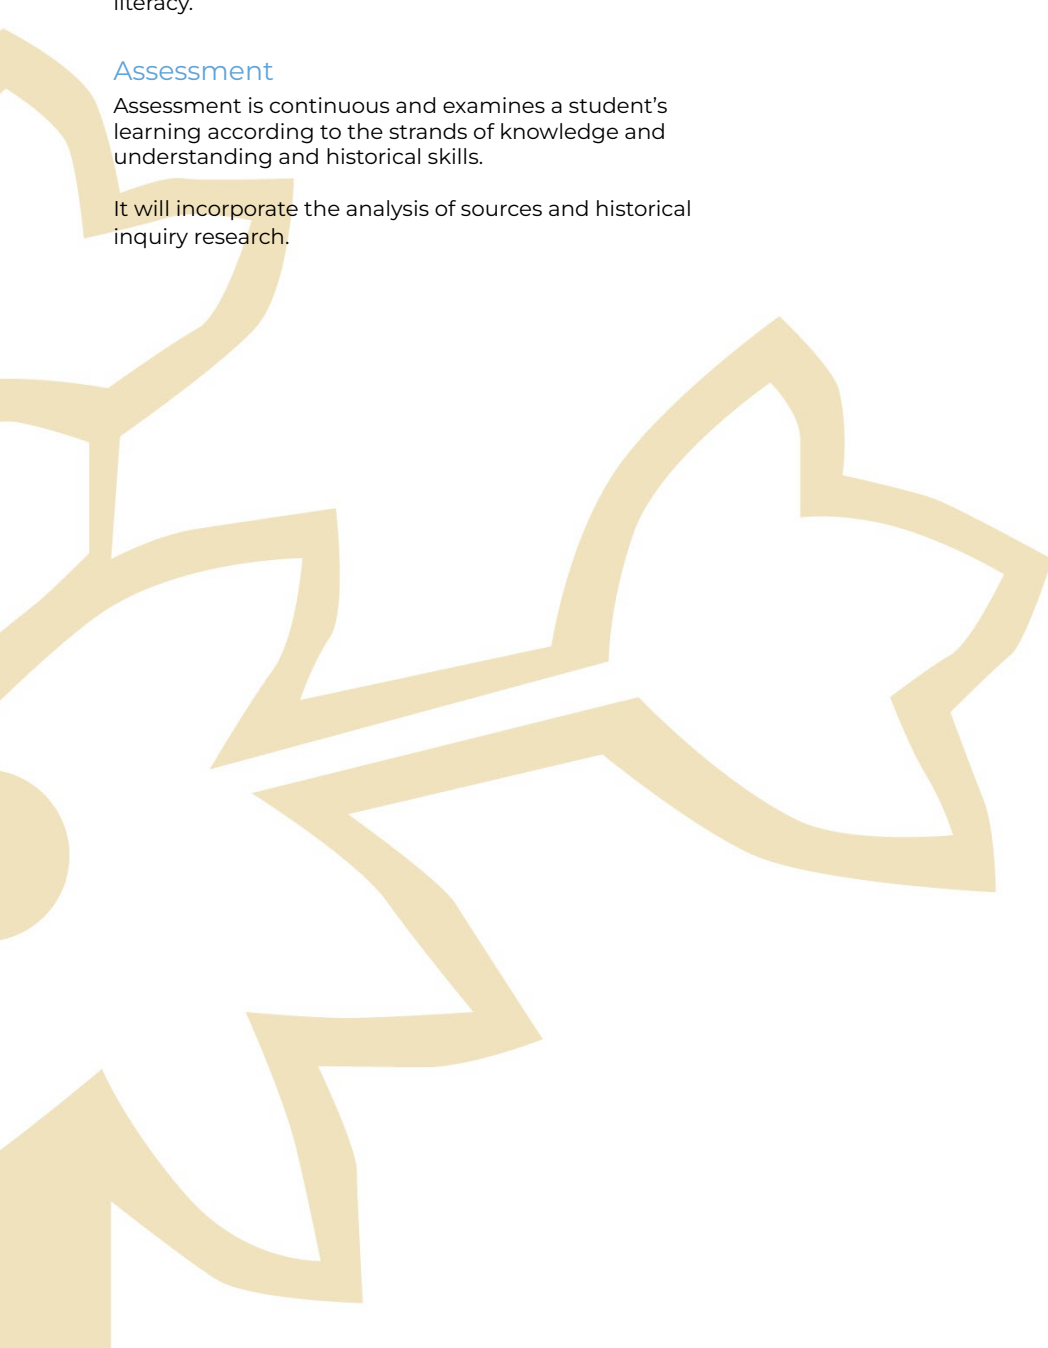 literacy.
Assessment
Assessment is continuous and examines a student’s
learning according to the strands of knowledge and
understanding and historical skills.
It will incorporate the analysis of sources and historical
inquiry research.